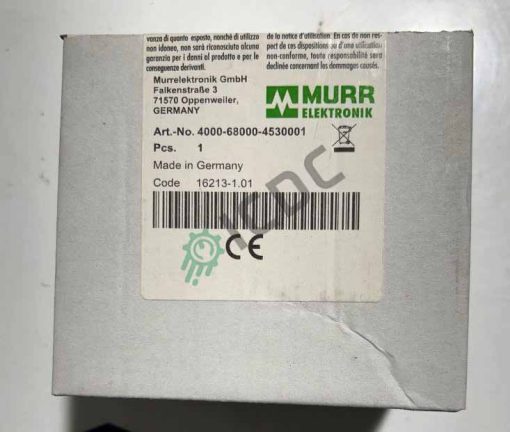 vanza di quanto esposto, nonché di utilizzo
non idoneo, non sarà riconosciuta alcuna
garanzia per i danni al prodotto e per le
conseguenze derivanti.
de la notice d'utilisation. En cas de non-res-
pect de ces dispositions ou d'une utilisation
non-conforme, toute responsabilité sera
déclinée concernant les dommages causés.
Murrelektronik GmbH
Falkenstraße 3
71570 Oppenweiler,
GERMANY
MURR
ELEKTRONIK
Art.-No. 4000-68000-4530001
Pcs. 1
Made in Germany
Code 16213-1.01
ICDC
CE